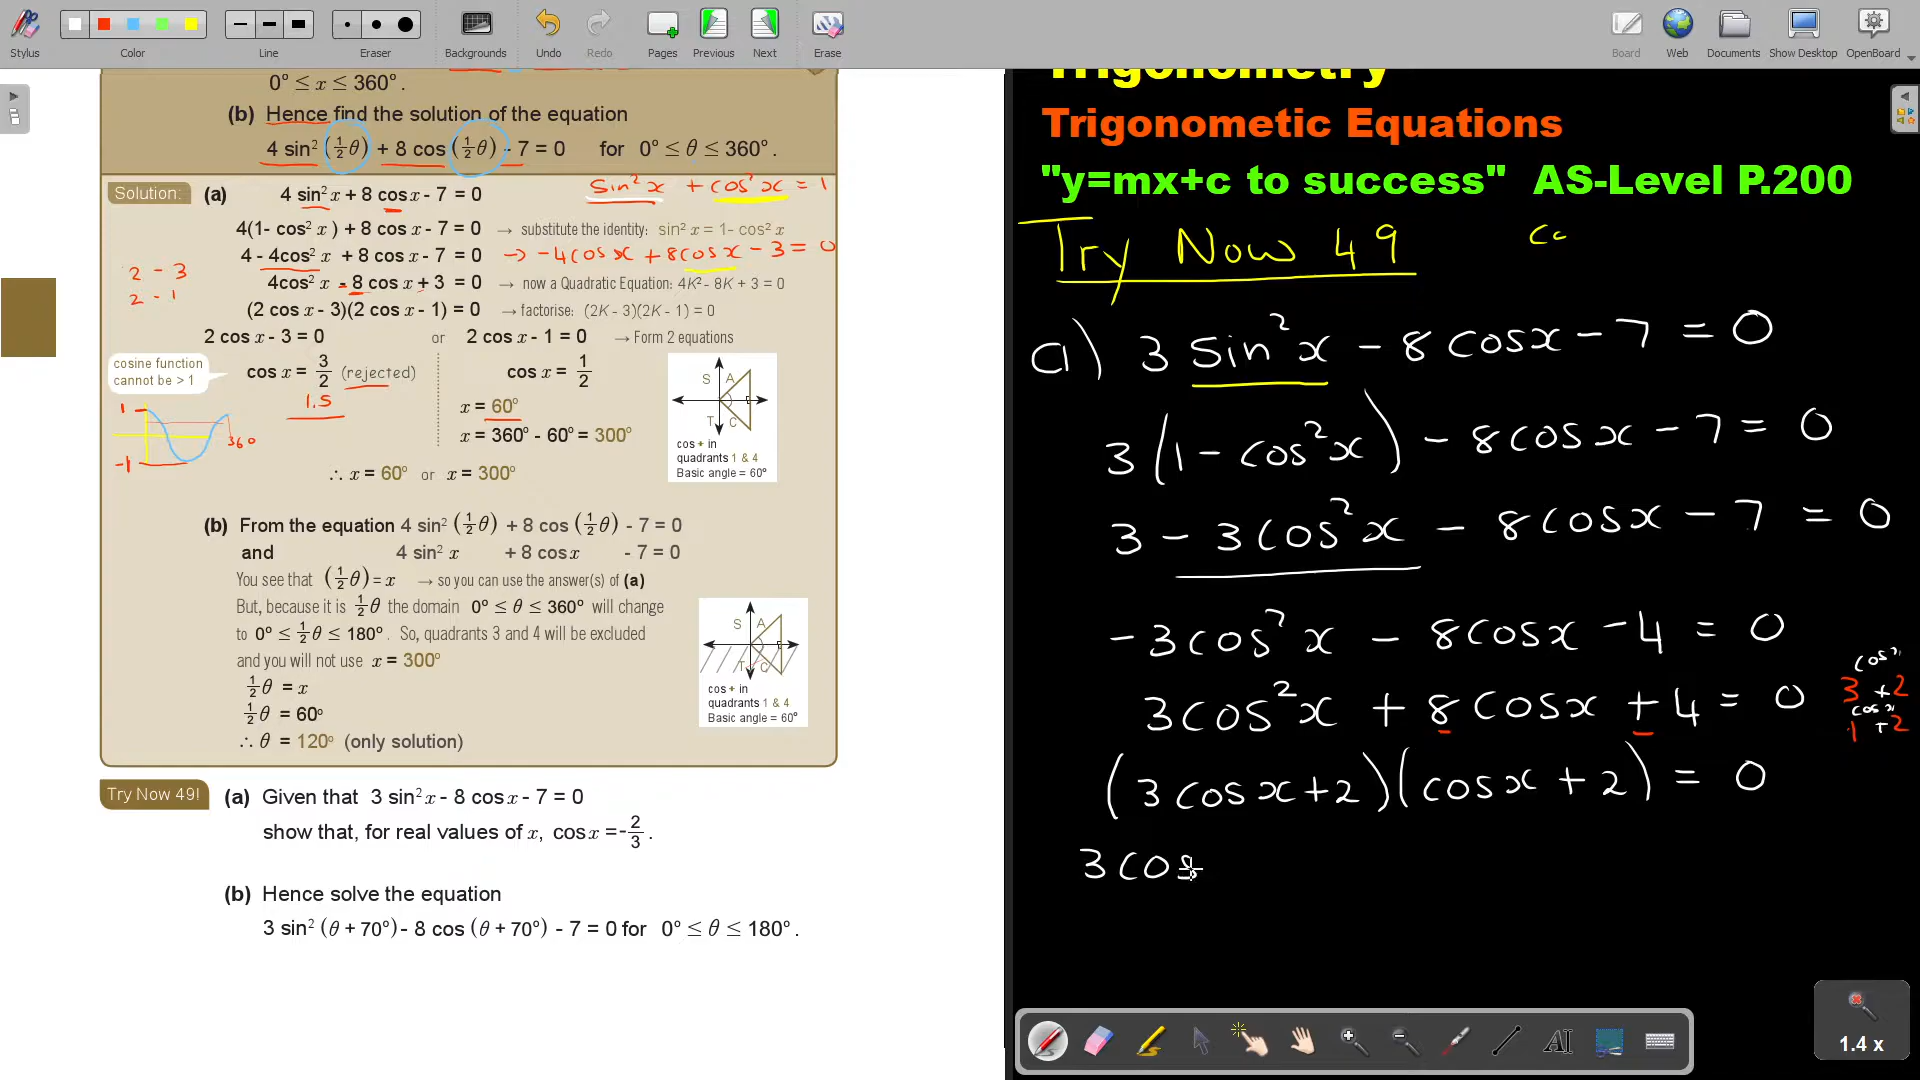 Stylus
Color
Line
Eraser
Backgrounds
Undo
Redo
Pages
Previous
Next
Erase
Board
Web
Documents
Show Desktop
OpenBoard
0° ≤ x ≤ 360°.
(b) Hence find the solution of the equation
4 sin² (½θ) + 8 cos (½θ) - 7 = 0 for 0° ≤ θ ≤ 360°.
Solution: (a) 4 sin² x + 8 cos x - 7 = 0
sin² x + cos² x = 1
4(1- cos² x ) + 8 cos x - 7 = 0 → substitute the identity: sin² x = 1- cos² x
4 - 4cos² x + 8 cos x - 7 = 0 → -4cos x + 8cos x - 3 = 0
2 - 3
2 - 1
4cos² x - 8 cos x + 3 = 0 → now a Quadratic Equation: 4K² - 8K + 3 = 0
(2 cos x - 3)(2 cos x - 1) = 0 → factorise: (2K - 3)(2K - 1) = 0
2 cos x - 3 = 0 or 2 cos x - 1 = 0 → Form 2 equations
cosine function
cannot be > 1
cos x = 3/2 (rejected) cos x = 1/2
1.5
x = 60°
x = 360° - 60° = 300°
1
-1
360
S A
T C
cos + in
quadrants 1 & 4
Basic angle = 60°
∴ x = 60° or x = 300°
(b) From the equation 4 sin² (½θ) + 8 cos (½θ) - 7 = 0
and 4 sin² x + 8 cos x - 7 = 0
You see that (½θ) = x → so you can use the answer(s) of (a)
But, because it is ½θ the domain 0° ≤ θ ≤ 360° will change
to 0° ≤ ½θ ≤ 180°. So, quadrants 3 and 4 will be excluded
and you will not use x = 300°
½θ = x
½θ = 60°
∴ θ = 120° (only solution)
S A
T C
cos + in
quadrants 1 & 4
Basic angle = 60°
Try Now 49! (a) Given that 3 sin² x - 8 cos x - 7 = 0
show that, for real values of x, cos x = -2/3.
(b) Hence solve the equation
3 sin² (θ + 70°) - 8 cos (θ + 70°) - 7 = 0 for 0° ≤ θ ≤ 180°.
Trigonometry
Trigonometic Equations
"y=mx+c to success" AS-Level P.200
Try Now 49
a) 3 sin² x - 8 cos x - 7 = 0
3(1 - cos² x) - 8 cos x - 7 = 0
3 - 3 cos² x - 8 cos x - 7 = 0
-3 cos² x - 8 cos x - 4 = 0
3 cos² x + 8 cos x + 4 = 0
cos x
3 + 2
cos x
1 + 2
(3 cos x + 2)(cos x + 2) = 0
3 cos
1.4 x